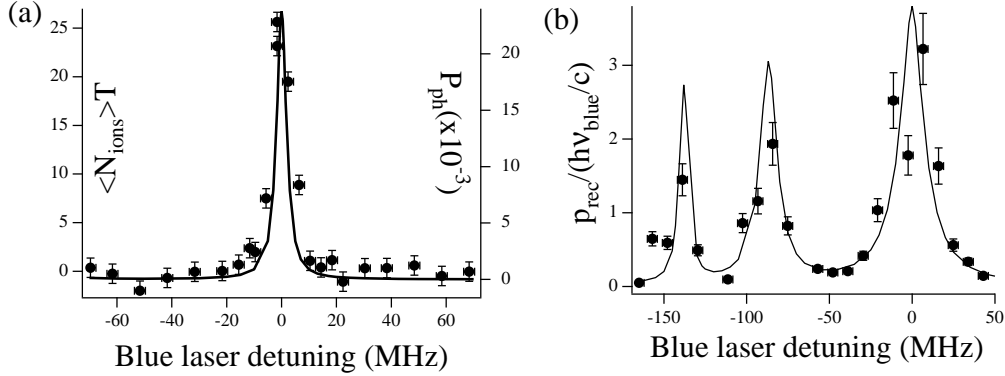 (a)
25
20
15
10
5
0
<N_ions>T
P_ph(x10^-3)
20
10
0
-60 -40 -20 0 20 40 60
Blue laser detuning (MHz)
(b)
3
2
1
0
p_rec/(hν_blue/c)
-150 -100 -50 0 50
Blue laser detuning (MHz)